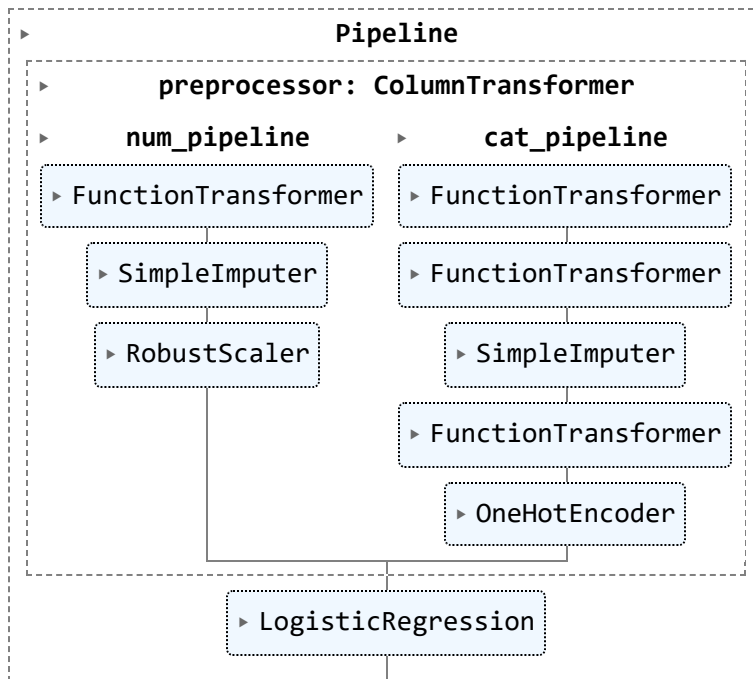 Pipeline
preprocessor: ColumnTransformer
num_pipeline
cat_pipeline
FunctionTransformer
FunctionTransformer
SimpleImputer
FunctionTransformer
RobustScaler
SimpleImputer
FunctionTransformer
OneHotEncoder
LogisticRegression